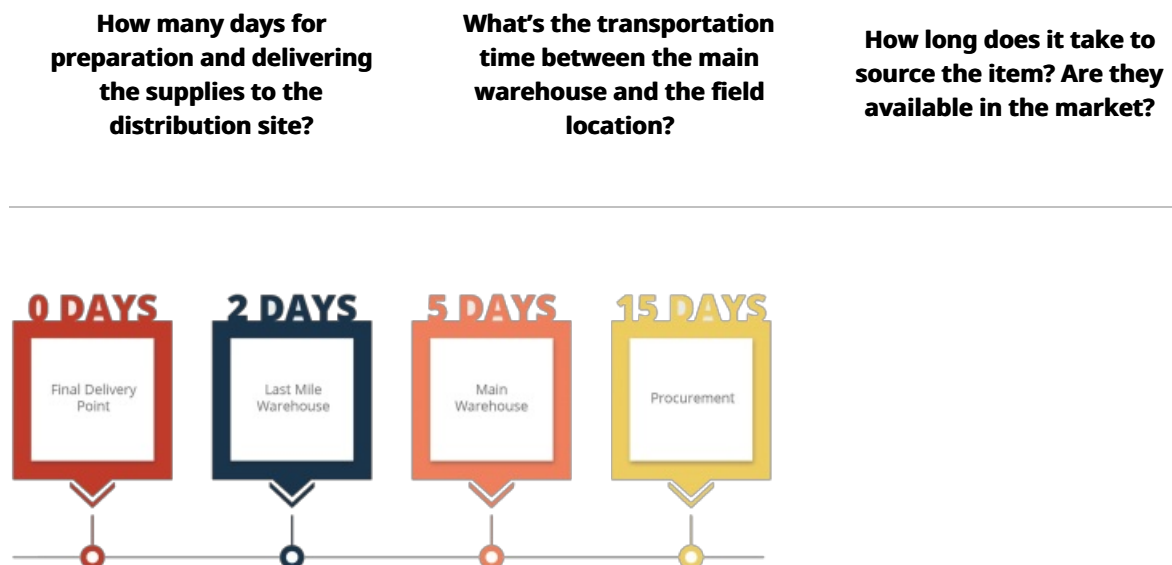 How many days for
preparation and delivering
the supplies to the
distribution site?
What’s the transportation
time between the main
warehouse and the field
location?
How long does it take to
source the item? Are they
available in the market?
0 DAYS
2 DAYS
5 DAYS
15 DAYS
Final Delivery
Point
Last Mile
Warehouse
Main
Warehouse
Procurement